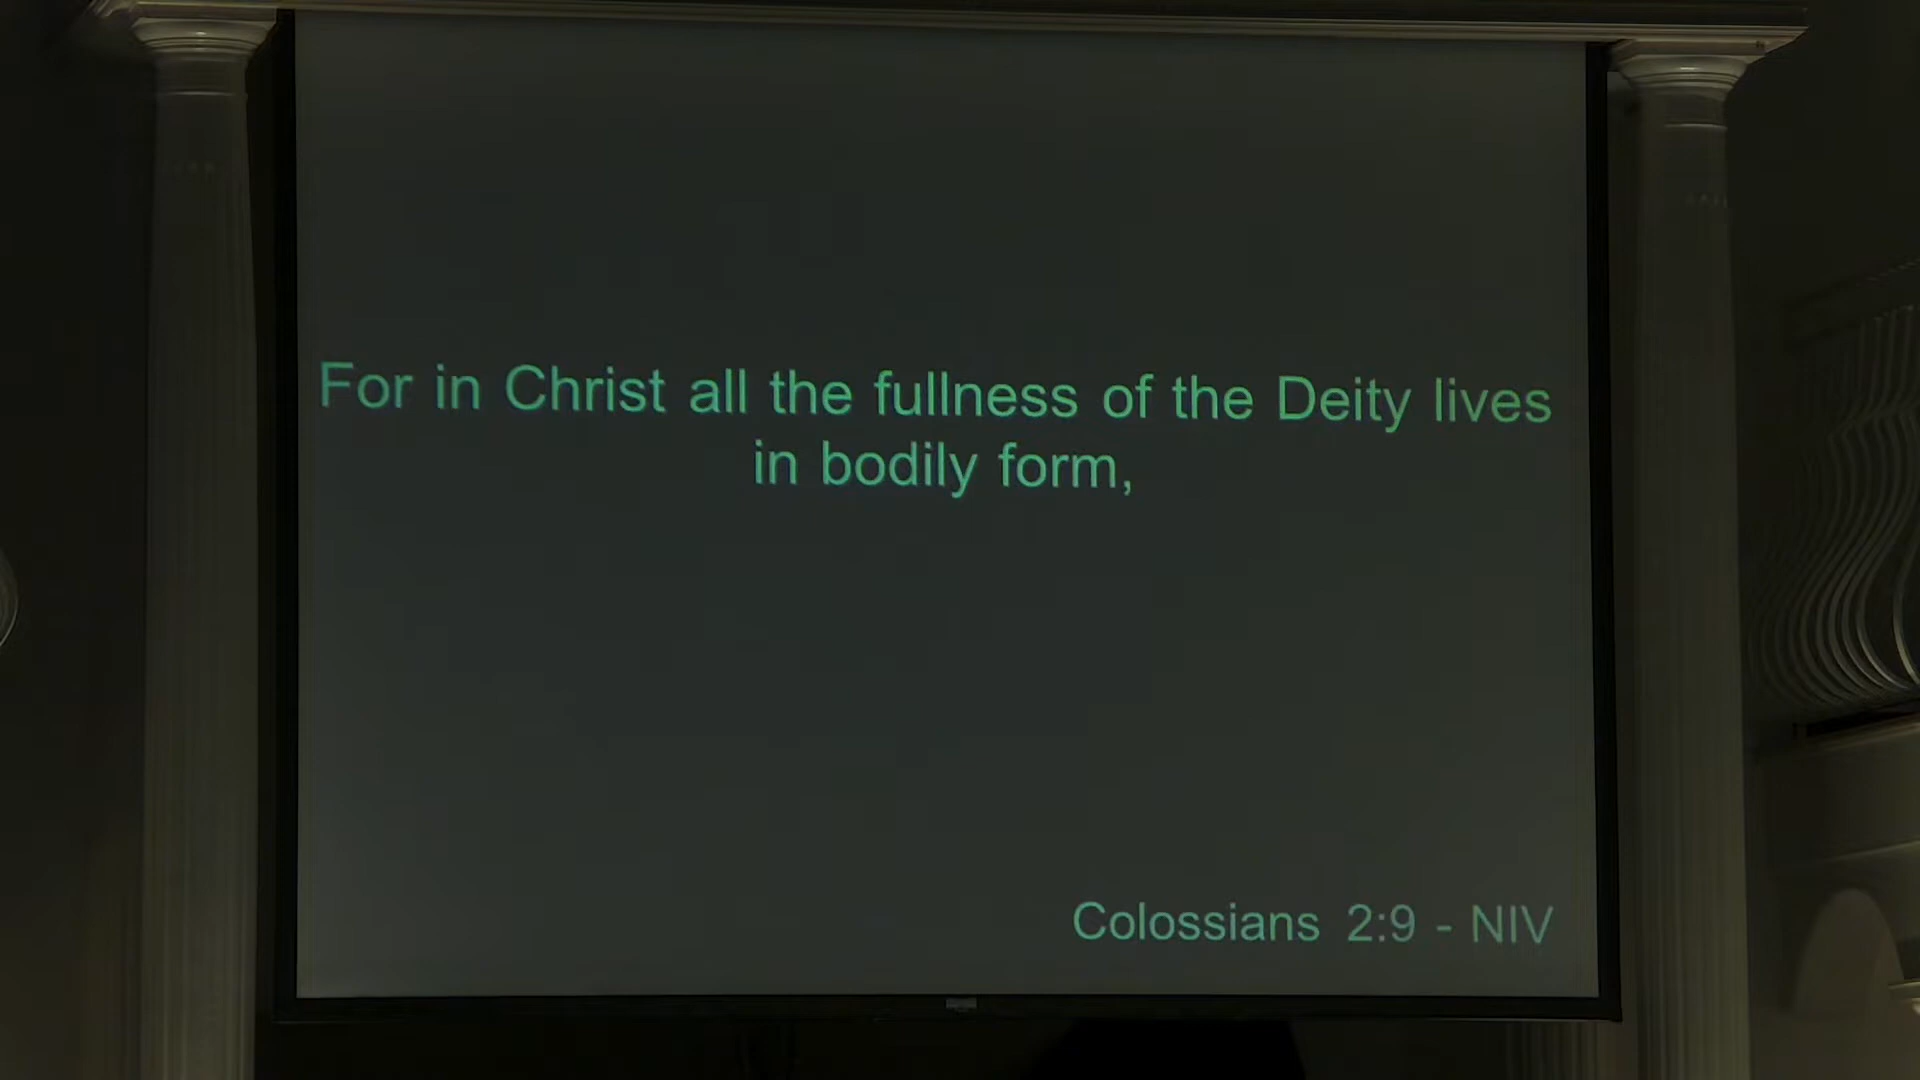 For in Christ all the fullness of the Deity lives
in bodily form,
Colossians 2:9 - NIV